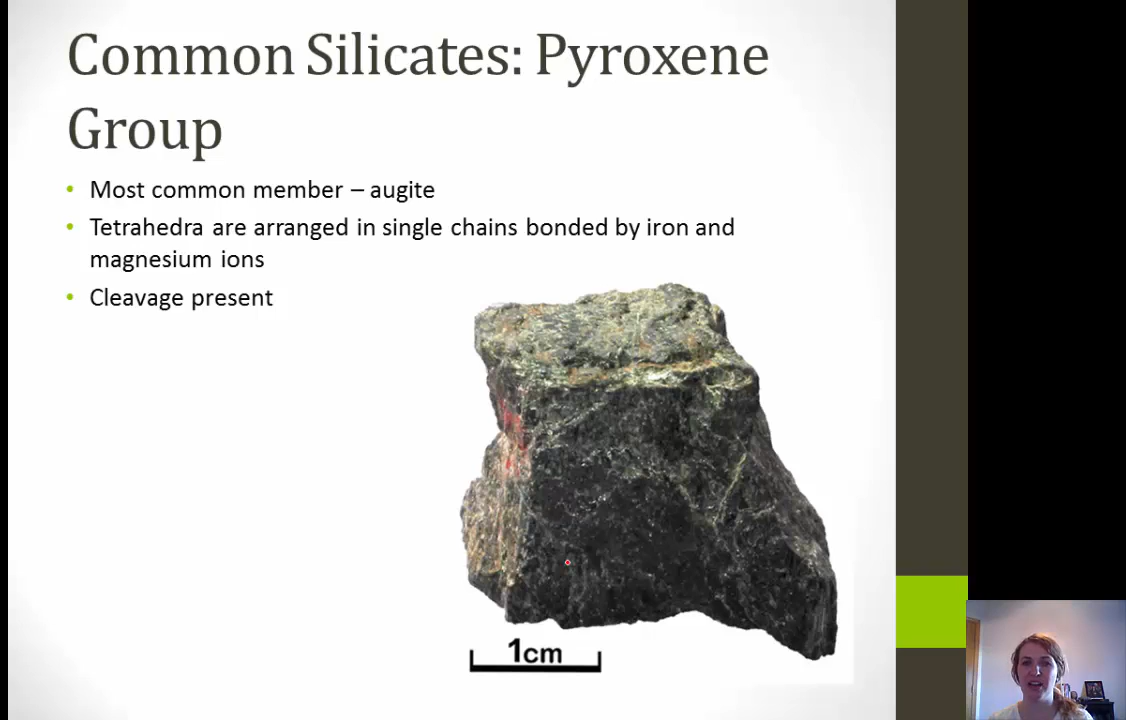 Common Silicates: Pyroxene
Group
• Most common member – augite
• Tetrahedra are arranged in single chains bonded by iron and
magnesium ions
• Cleavage present
1cm